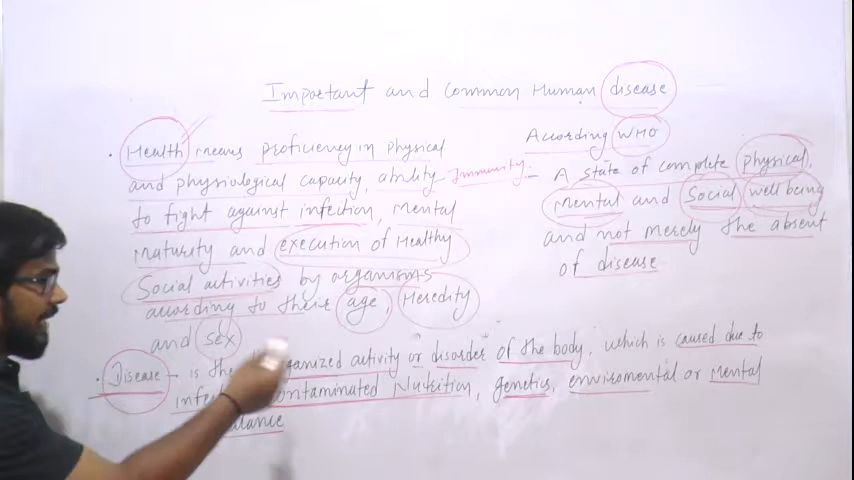 Important and Common Human disease
. Health means proficiency in physical
and physiological capacity, ability Immunity
to fight against infection, mental
maturity and execution of Healthy
Social activities by organisms
according to their age, Heredity
and sex
According WHO
:- A state of complete physical,
mental and Social well being
and not merely the absent
of disease
. Disease - is the organized activity or disorder of the body, which is caused due to
contaminated Nutrition, genetics, enviromental or mental